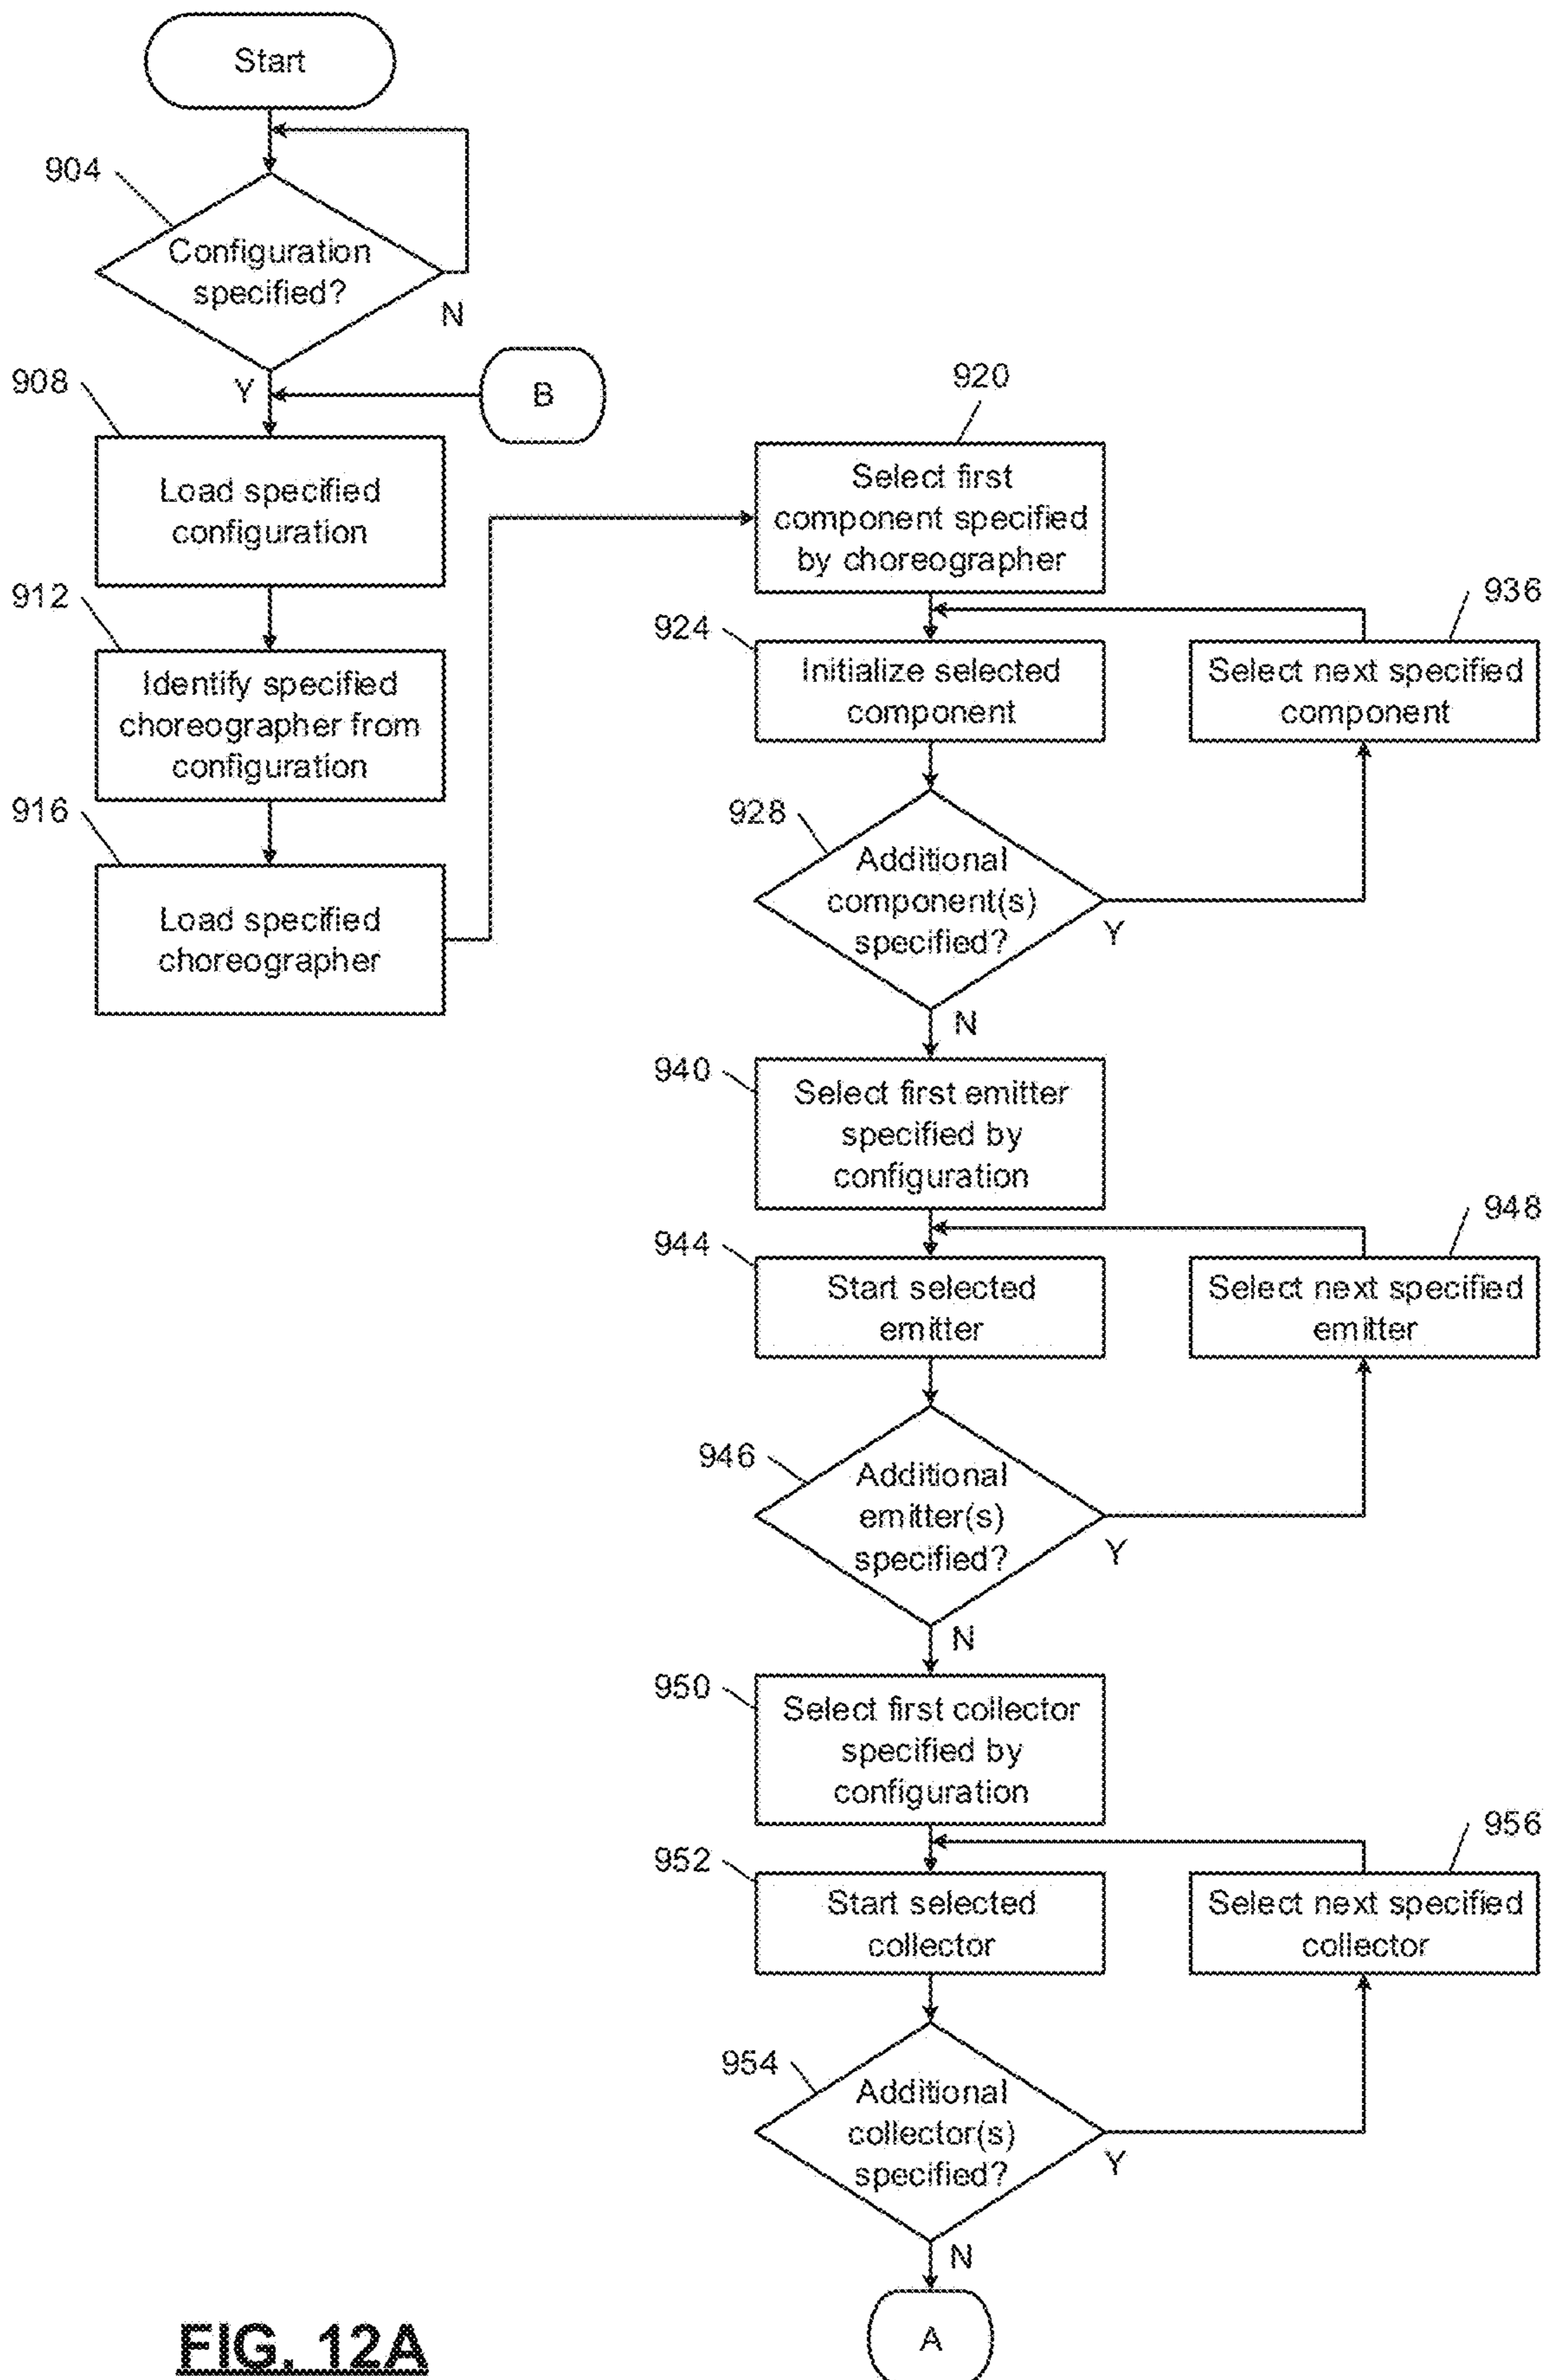 Start
904
Configuration
specified?
N
Y
B
908
Load specified
configuration
912
Identify specified
choreographer from
configuration
916
Load specified
choreographer
920
Select first
component specified
by choreographer
924
Initialize selected
component
936
Select next specified
component
928
Additional
component(s)
specified?
Y
N
940
Select first emitter
specified by
configuration
944
Start selected
emitter
948
Select next specified
emitter
946
Additional
emitter(s)
specified?
Y
N
950
Select first collector
specified by
configuration
952
Start selected
collector
956
Select next specified
collector
954
Additional
collector(s)
specified?
Y
N
A
FIG. 12A